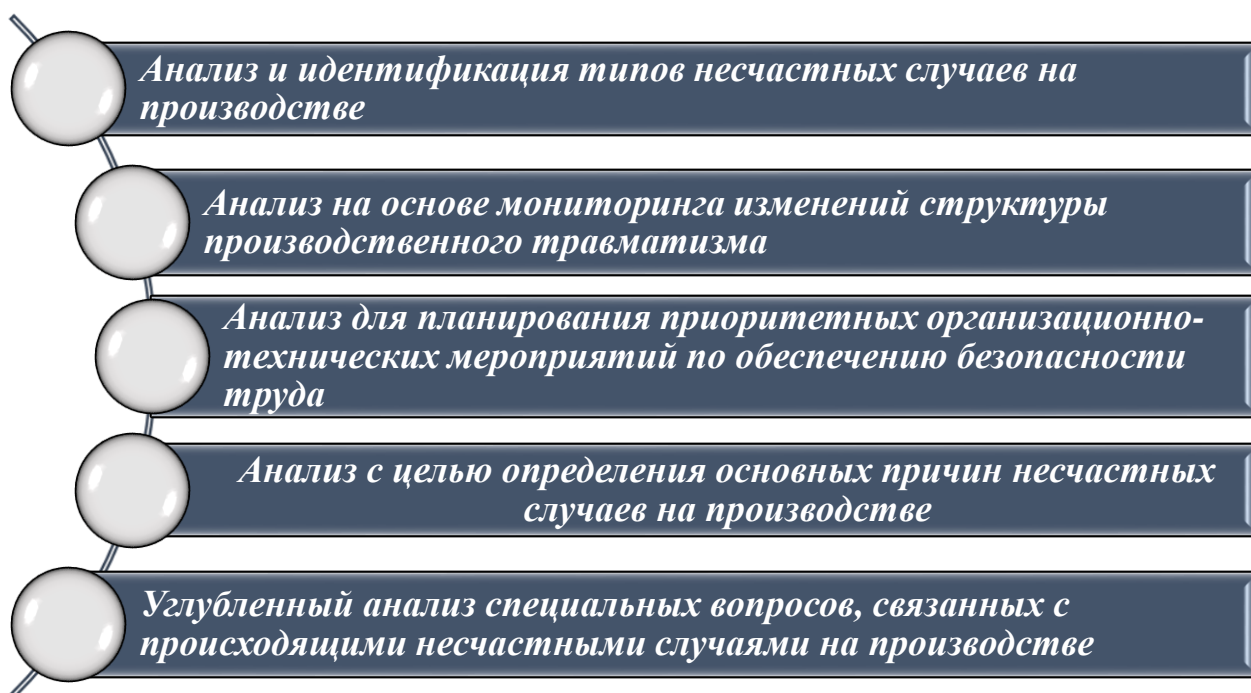 Анализ и идентификация типов несчастных случаев на
производстве
Анализ на основе мониторинга изменений структуры
производственного травматизма
Анализ для планирования приоритетных организационно-
технических мероприятий по обеспечению безопасности
труда
Анализ с целью определения основных причин несчастных
случаев на производстве
Углубленный анализ специальных вопросов, связанных с
происходящими несчастными случаями на производстве